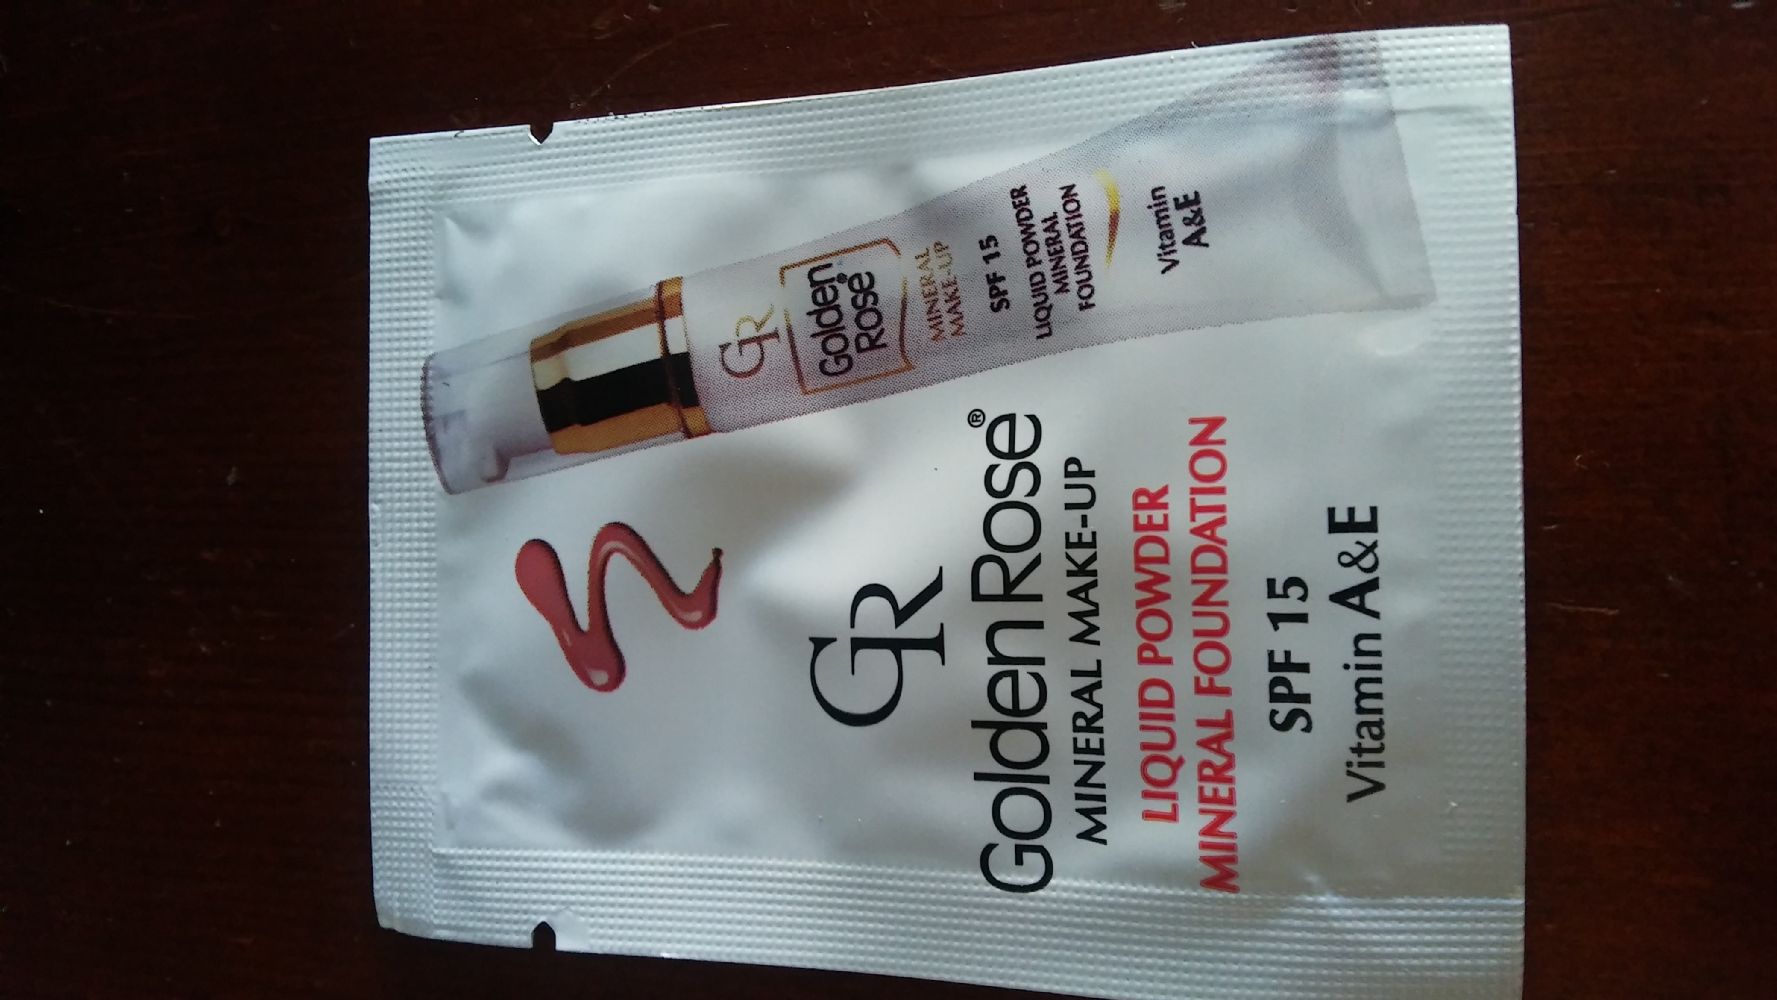 GR
Golden
Rose
MINERAL
MAKE-UP
SPF 15
LIQUID POWDER
MINERAL
FOUNDATION
Vitamin
A&E
GR
Golden Rose®
MINERAL MAKE-UP
LIQUID POWDER
MINERAL FOUNDATION
SPF 15
Vitamin A&E